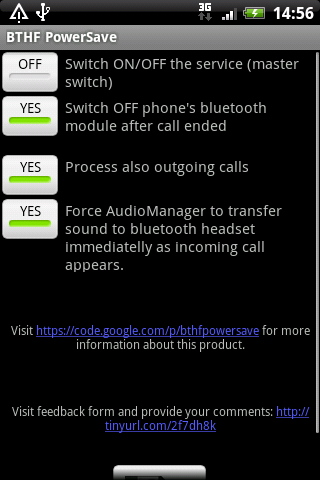 3G 14:56
BTHF PowerSave
OFF Switch ON/OFF the service (master
switch)
YES Switch OFF phone's bluetooth
module after call ended
YES Process also outgoing calls
YES Force AudioManager to transfer
sound to bluetooth headset
immediatelly as incoming call
appears.
Visit https://code.google.com/p/bthfpowersave for more
information about this product.
Visit feedback form and provide your comments: http://
tinyurl.com/2f7dh8k